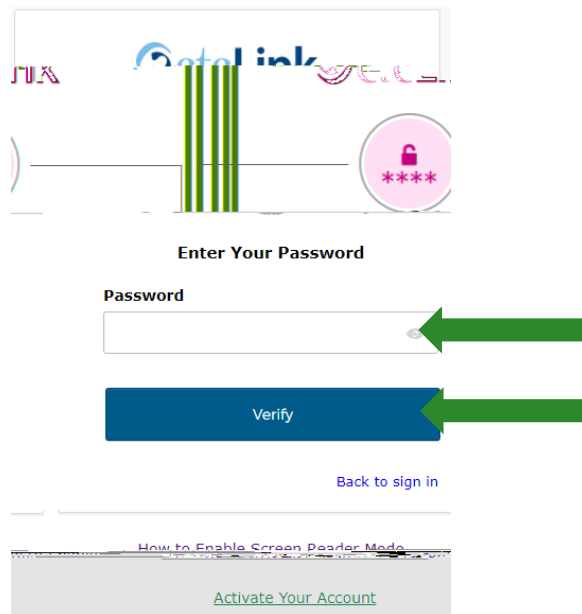 ****
Enter Your Password
Password
Verify
Back to sign in
How to Enable Screen Reader Mode
Activate Your Account